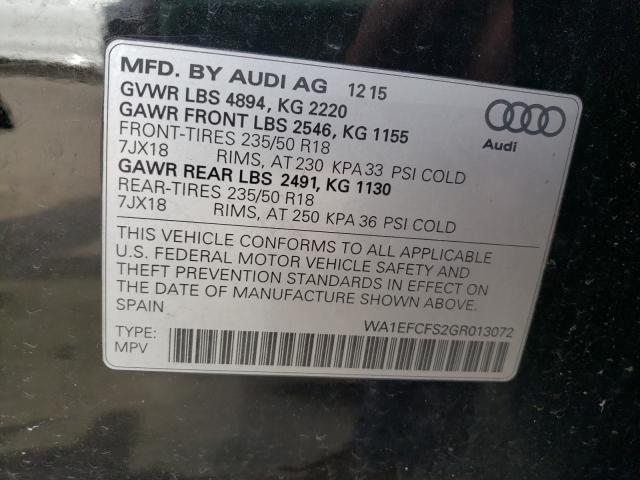 MFD. BY AUDI AG 12 15
GVWR LBS 4894, KG 2220
GAWR FRONT LBS 2546, KG 1155
FRONT-TIRES 235/50 R18
7JX18 RIMS, AT 230 KPA 33 PSI COLD
GAWR REAR LBS 2491, KG 1130
REAR-TIRES 235/50 R18
7JX18 RIMS, AT 250 KPA 36 PSI COLD
Audi
THIS VEHICLE CONFORMS TO ALL APPLICABLE
U.S. FEDERAL MOTOR VEHICLE SAFETY AND
THEFT PREVENTION STANDARDS IN EFFECT ON
THE DATE OF MANUFACTURE SHOWN ABOVE.
SPAIN
WA1EFCFS2GR013072
TYPE:
MPV